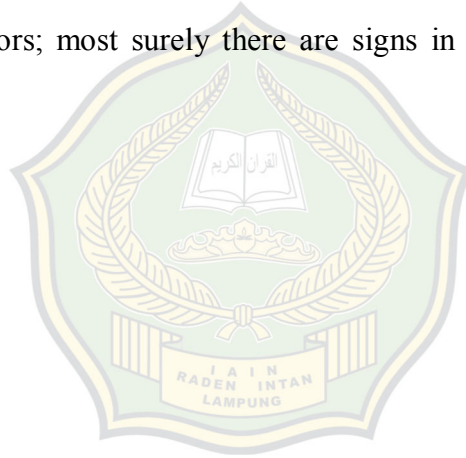 ors; most surely there are signs in
القرآن الكريم
I A I N
RADEN INTAN
LAMPUNG